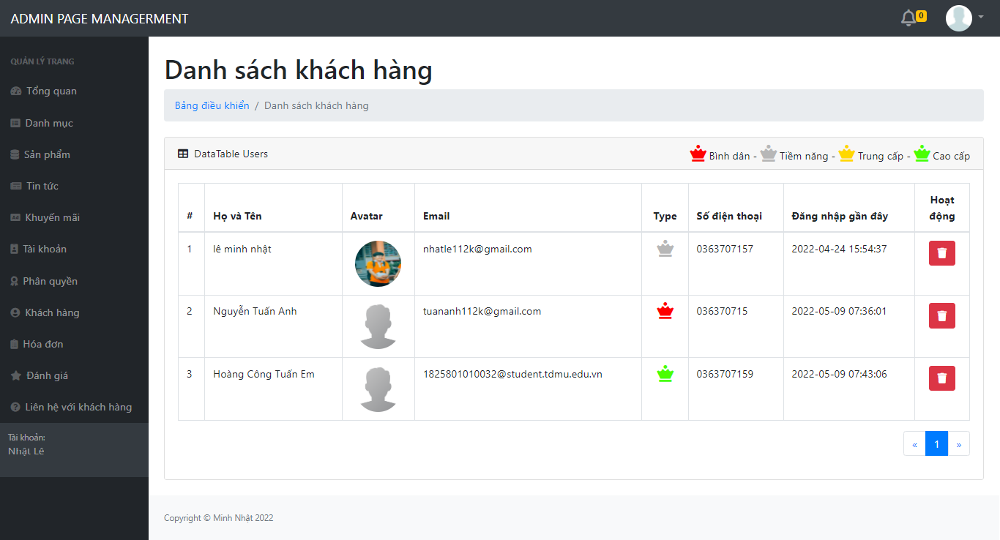 ADMIN PAGE MANAGERMENT
0
QUẢN LÝ TRANG
Tổng quan
Danh mục
Sản phẩm
Tin tức
Khuyến mãi
Tài khoản
Phân quyền
Khách hàng
Hóa đơn
Đánh giá
Liên hệ với khách hàng
Tài khoản:
Nhật Lê
Danh sách khách hàng
Bảng điều khiển / Danh sách khách hàng
DataTable Users
Bình dân - Tiềm năng - Trung cấp - Cao cấp
# Họ và Tên Avatar Email Type Số điện thoại Đăng nhập gần đây Hoạt động
1 lê minh nhật nhatle112k@gmail.com 0363707157 2022-04-24 15:54:37
2 Nguyễn Tuấn Anh tuananh112k@gmail.com 036370715 2022-05-09 07:36:01
3 Hoàng Công Tuấn Em 1825801010032@student.tdmu.edu.vn 0363707159 2022-05-09 07:43:06
« 1 »
Copyright © Minh Nhật 2022